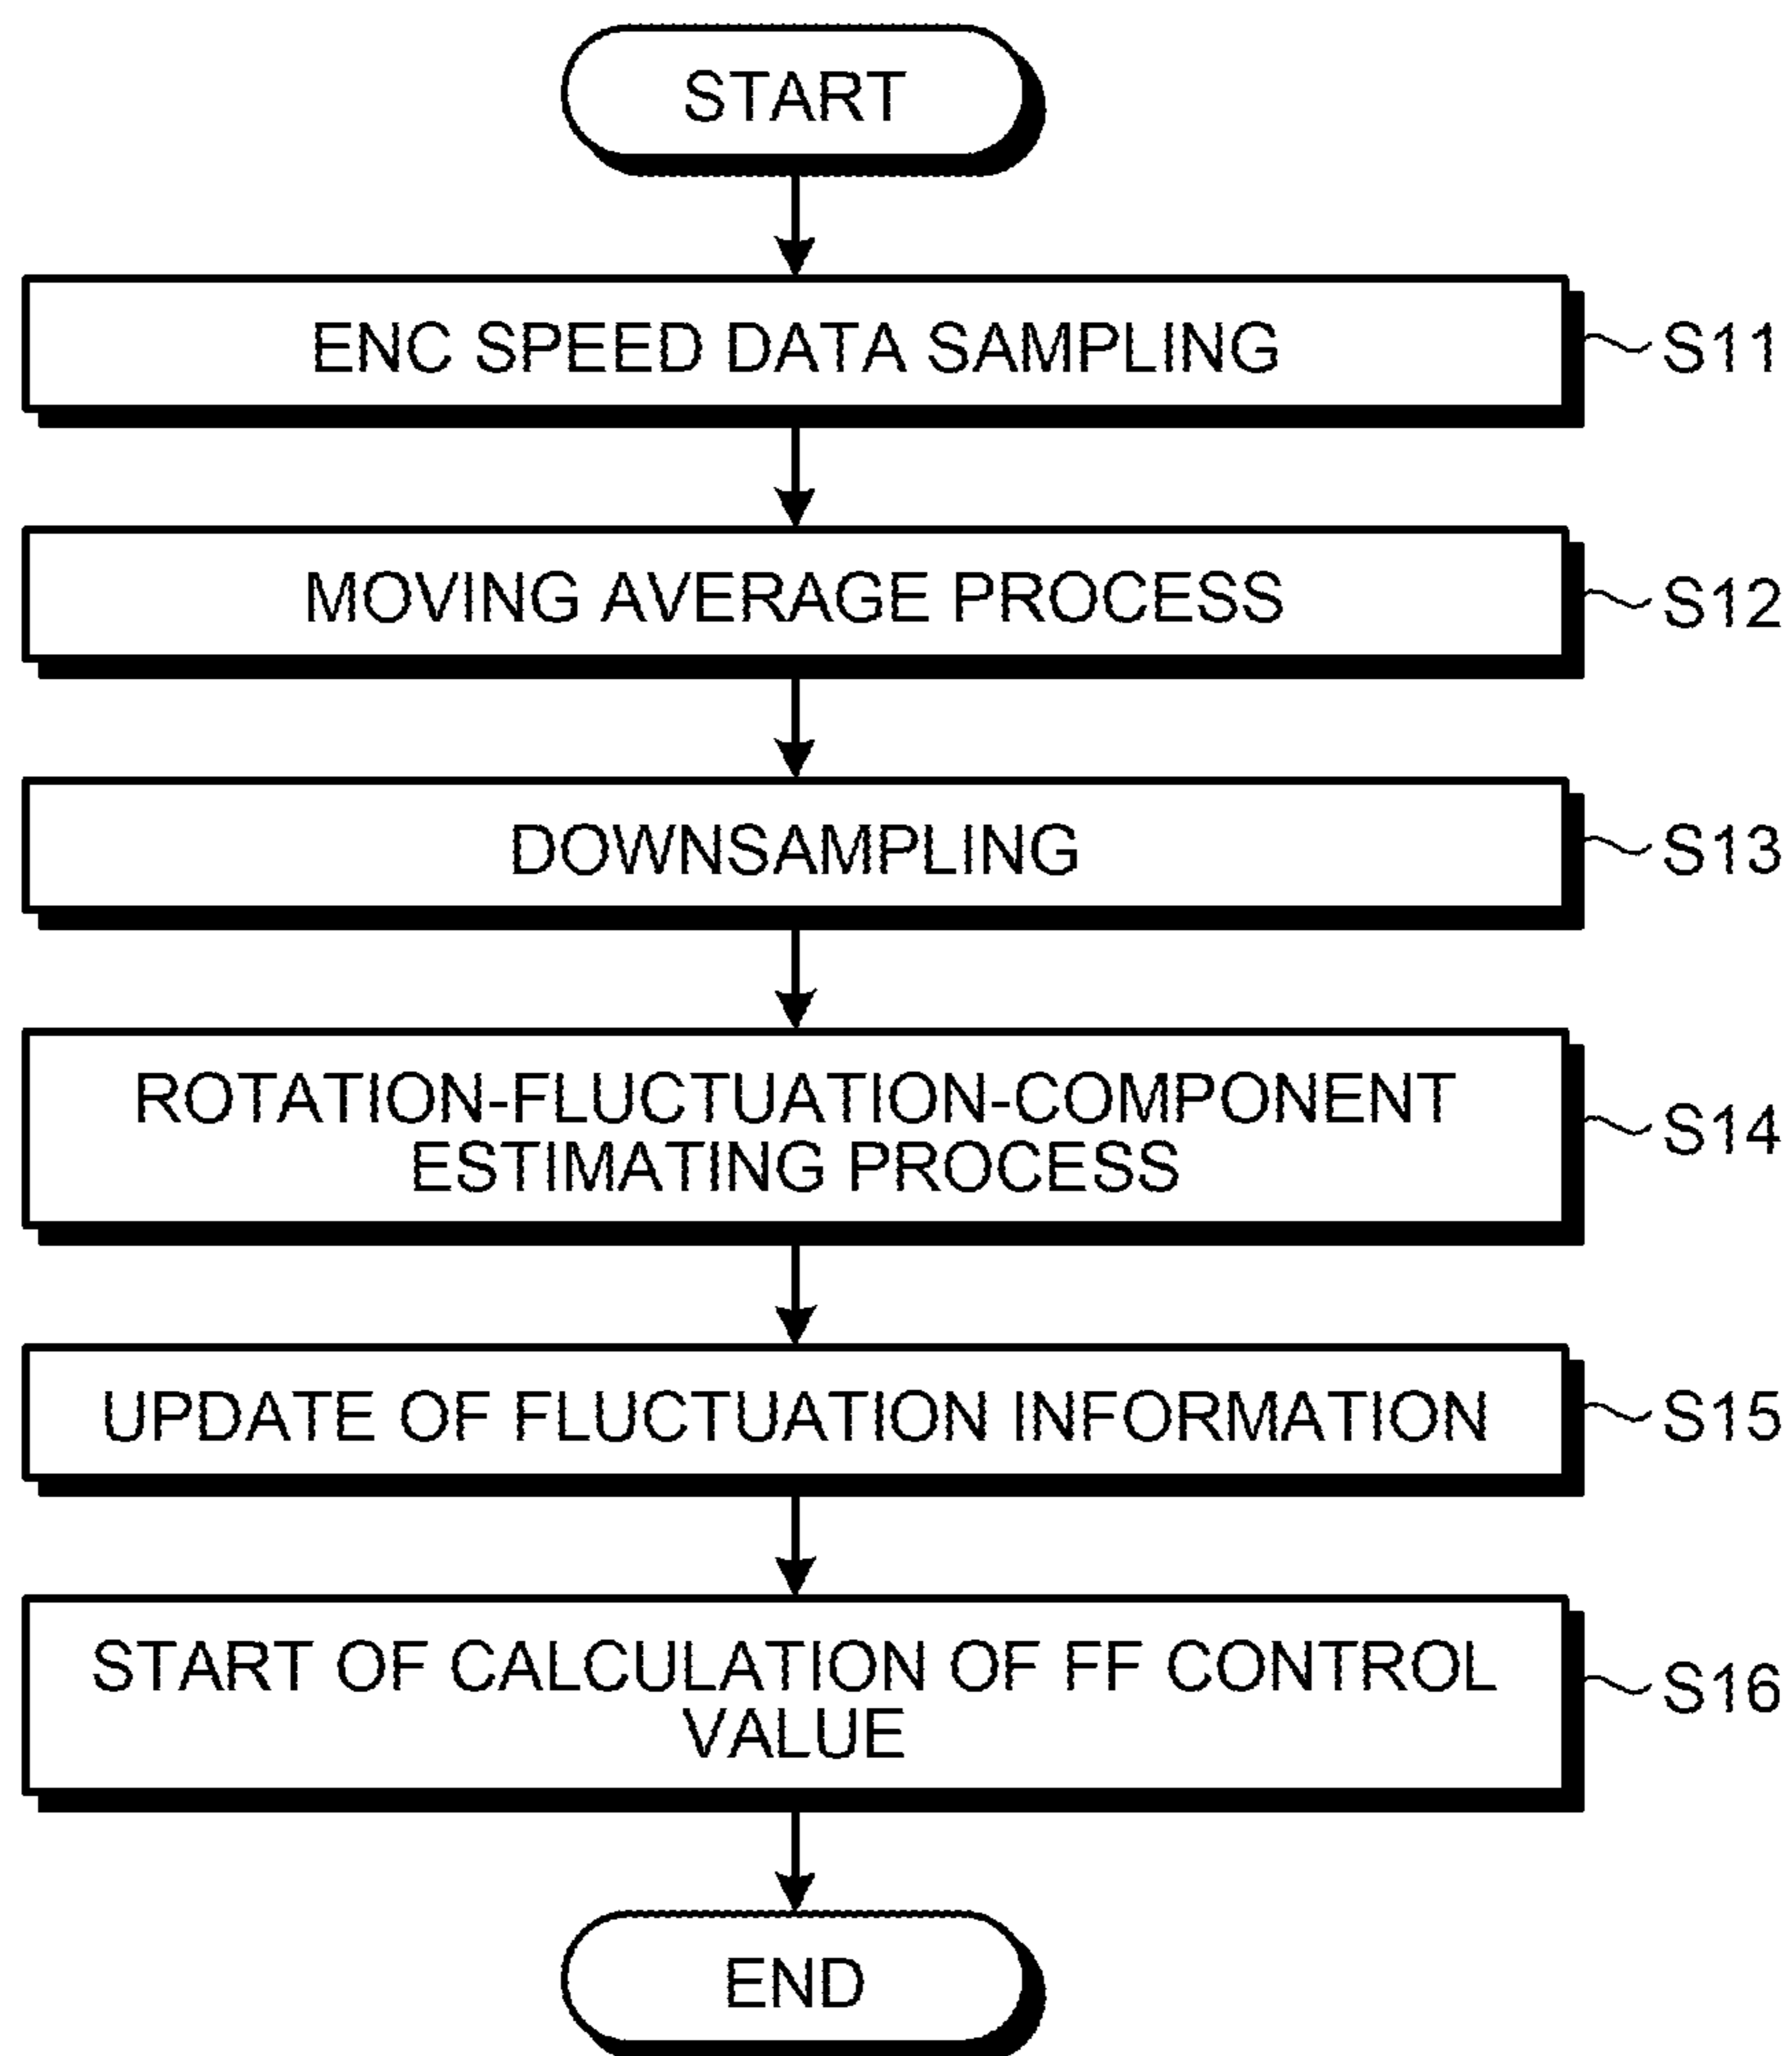 START
ENC SPEED DATA SAMPLING
S11
MOVING AVERAGE PROCESS
S12
DOWNSAMPLING
S13
ROTATION-FLUCTUATION-COMPONENT
ESTIMATING PROCESS
S14
UPDATE OF FLUCTUATION INFORMATION
S15
START OF CALCULATION OF FF CONTROL
VALUE
S16
END